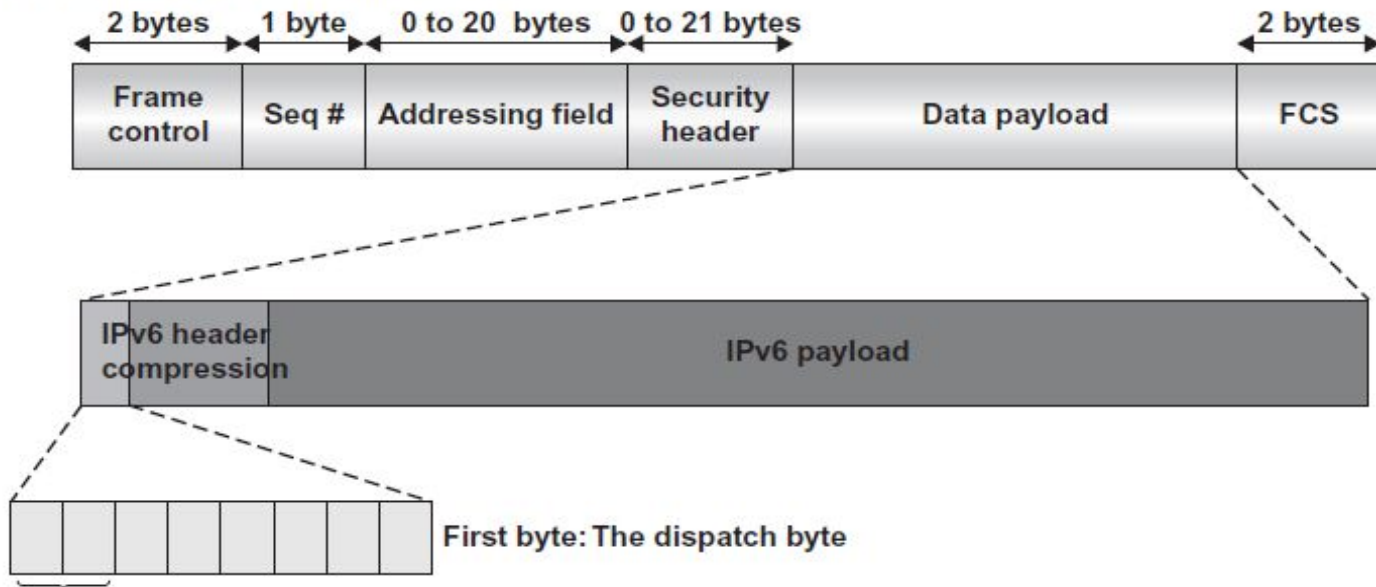 2 bytes 1 byte 0 to 20 bytes 0 to 21 bytes 2 bytes
Frame control
Seq #
Addressing field
Security header
Data payload
FCS
IPv6 header
compression
IPv6 payload
First byte: The dispatch byte